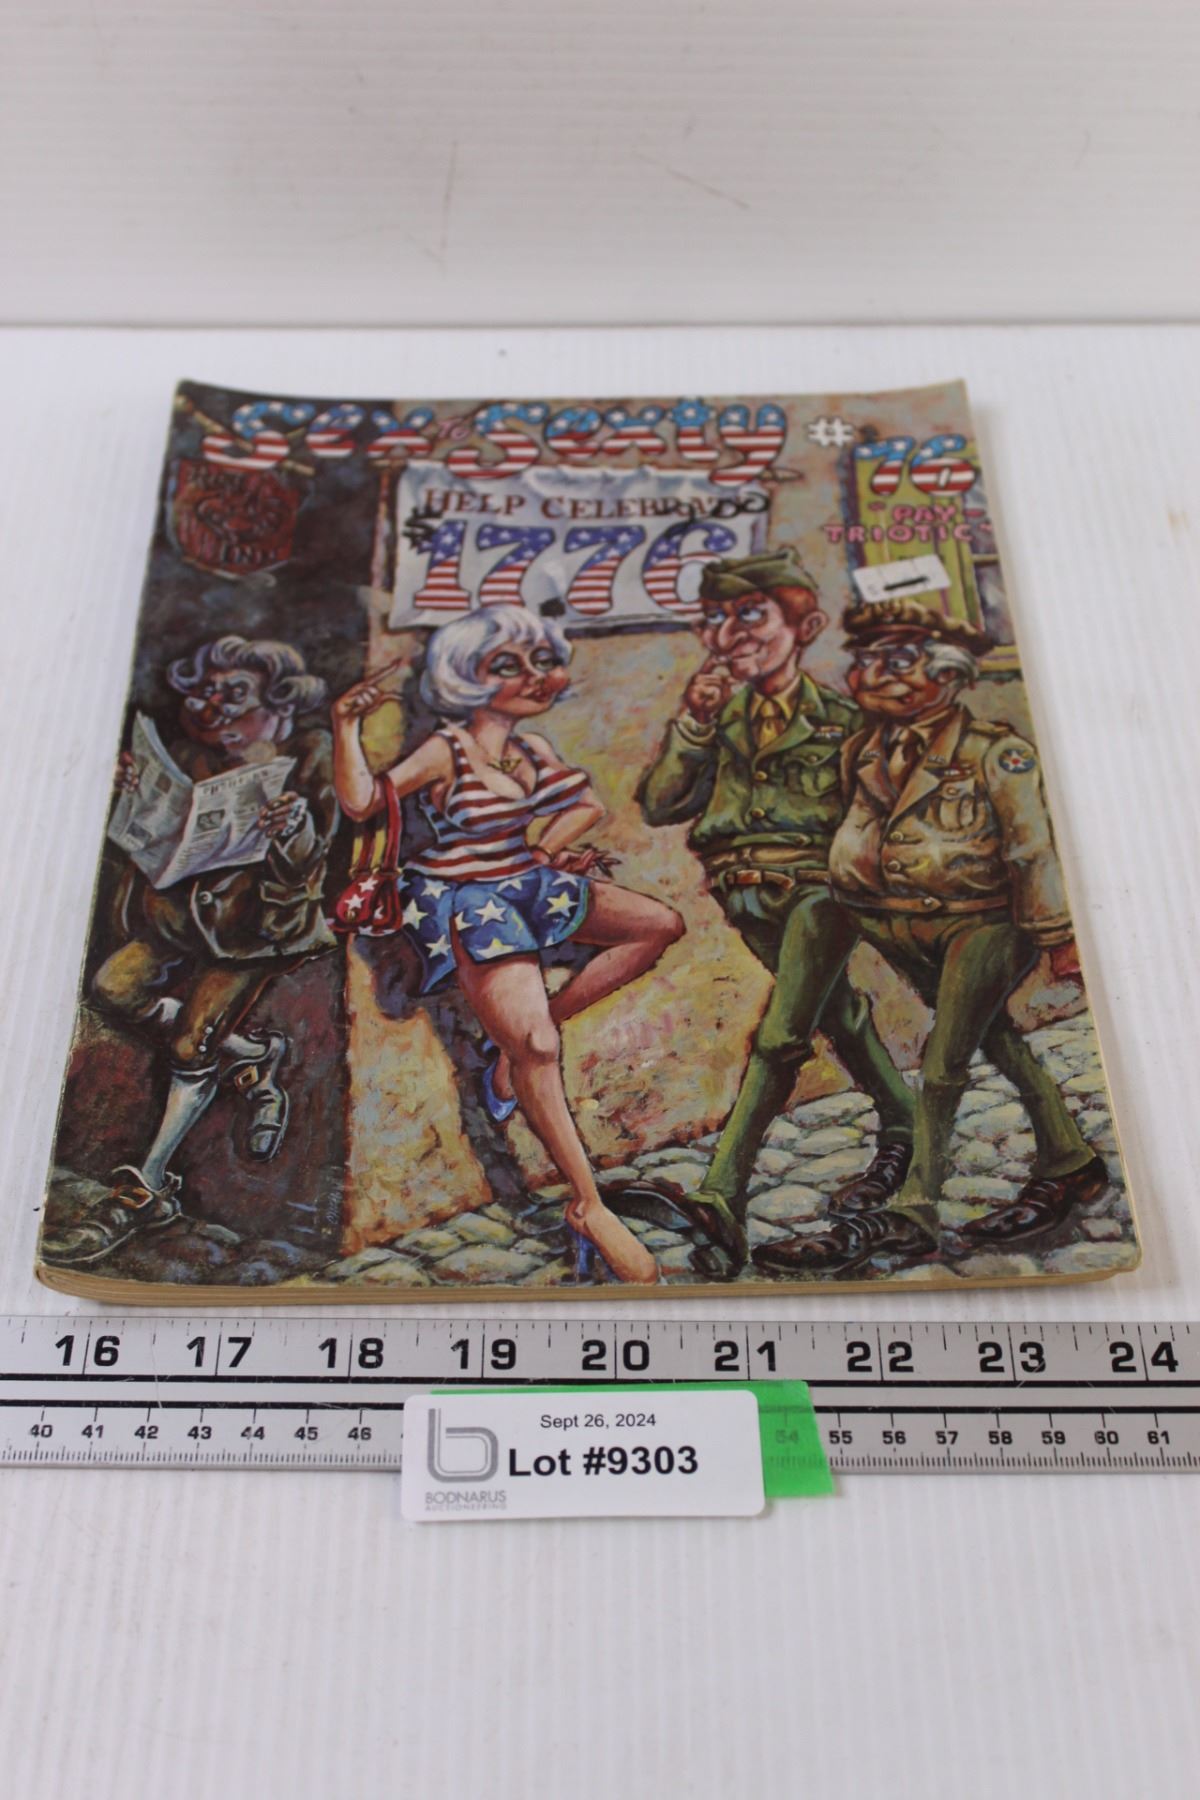 Sex to Sexty # 76
HELP CELEBRATE
1776
"PAY-
TRIOTIC"
16 17 18 19 20 21 22 23 24
40 41 42 43 44 45 46 54 55 56 57 58 59 60 61
Sept 26, 2024
Lot #9303
BODNARUS
AUCTIONEERING